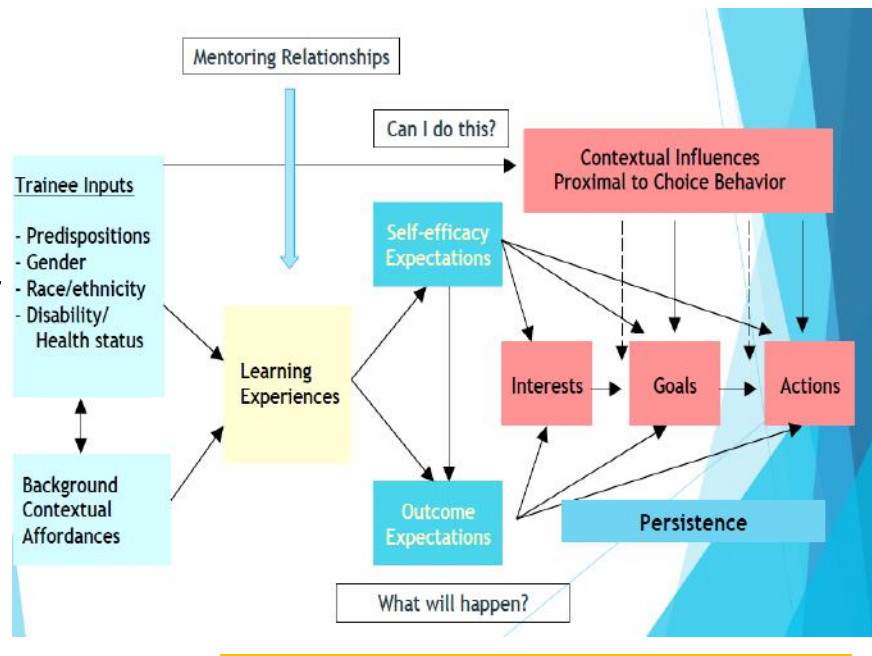 Mentoring Relationships
Can I do this?
Contextual Influences
Proximal to Choice Behavior
Trainee Inputs
- Predispositions
- Gender
- Race/ethnicity
- Disability/
Health status
Self-efficacy
Expectations
Learning
Experiences
Interests
Goals
Actions
Background
Contextual
Affordances
Outcome
Expectations
Persistence
What will happen?